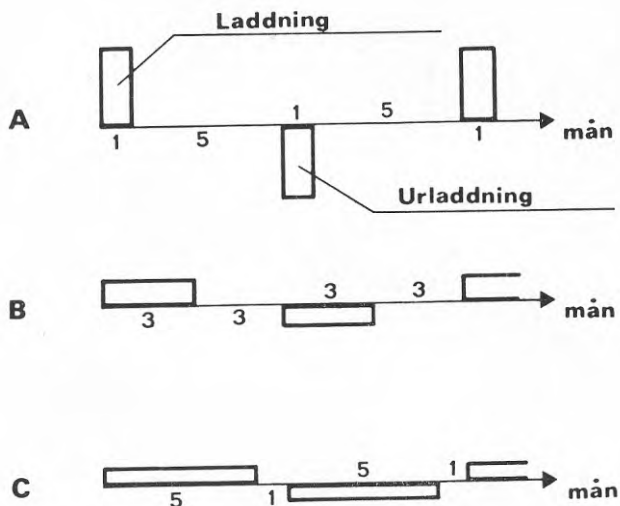 Laddning
A
1 5 1 5 1 mån
Urladdning
B
3 3 3 3 mån
C
5 1 5 1 mån